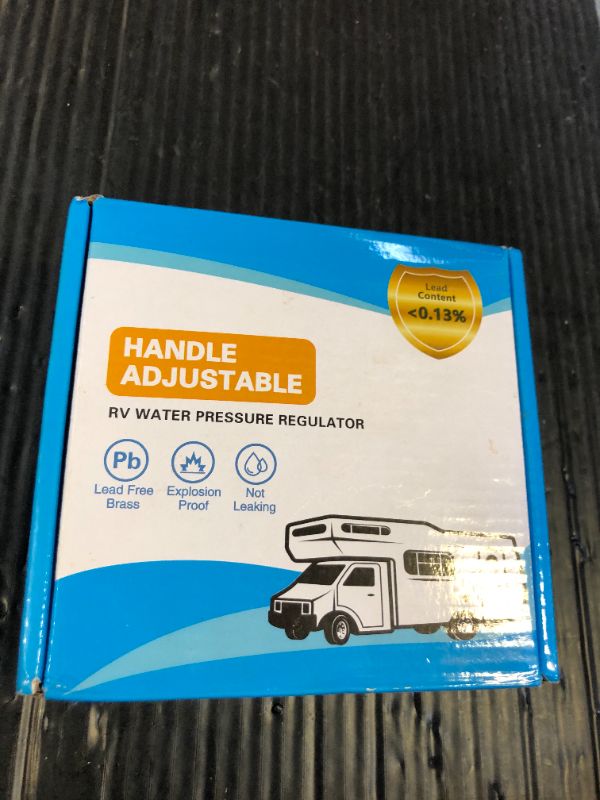 Lead
Content
<0.13%
HANDLE
ADJUSTABLE
RV WATER PRESSURE REGULATOR
Pb
Lead Free
Brass
Explosion
Proof
Not
Leaking